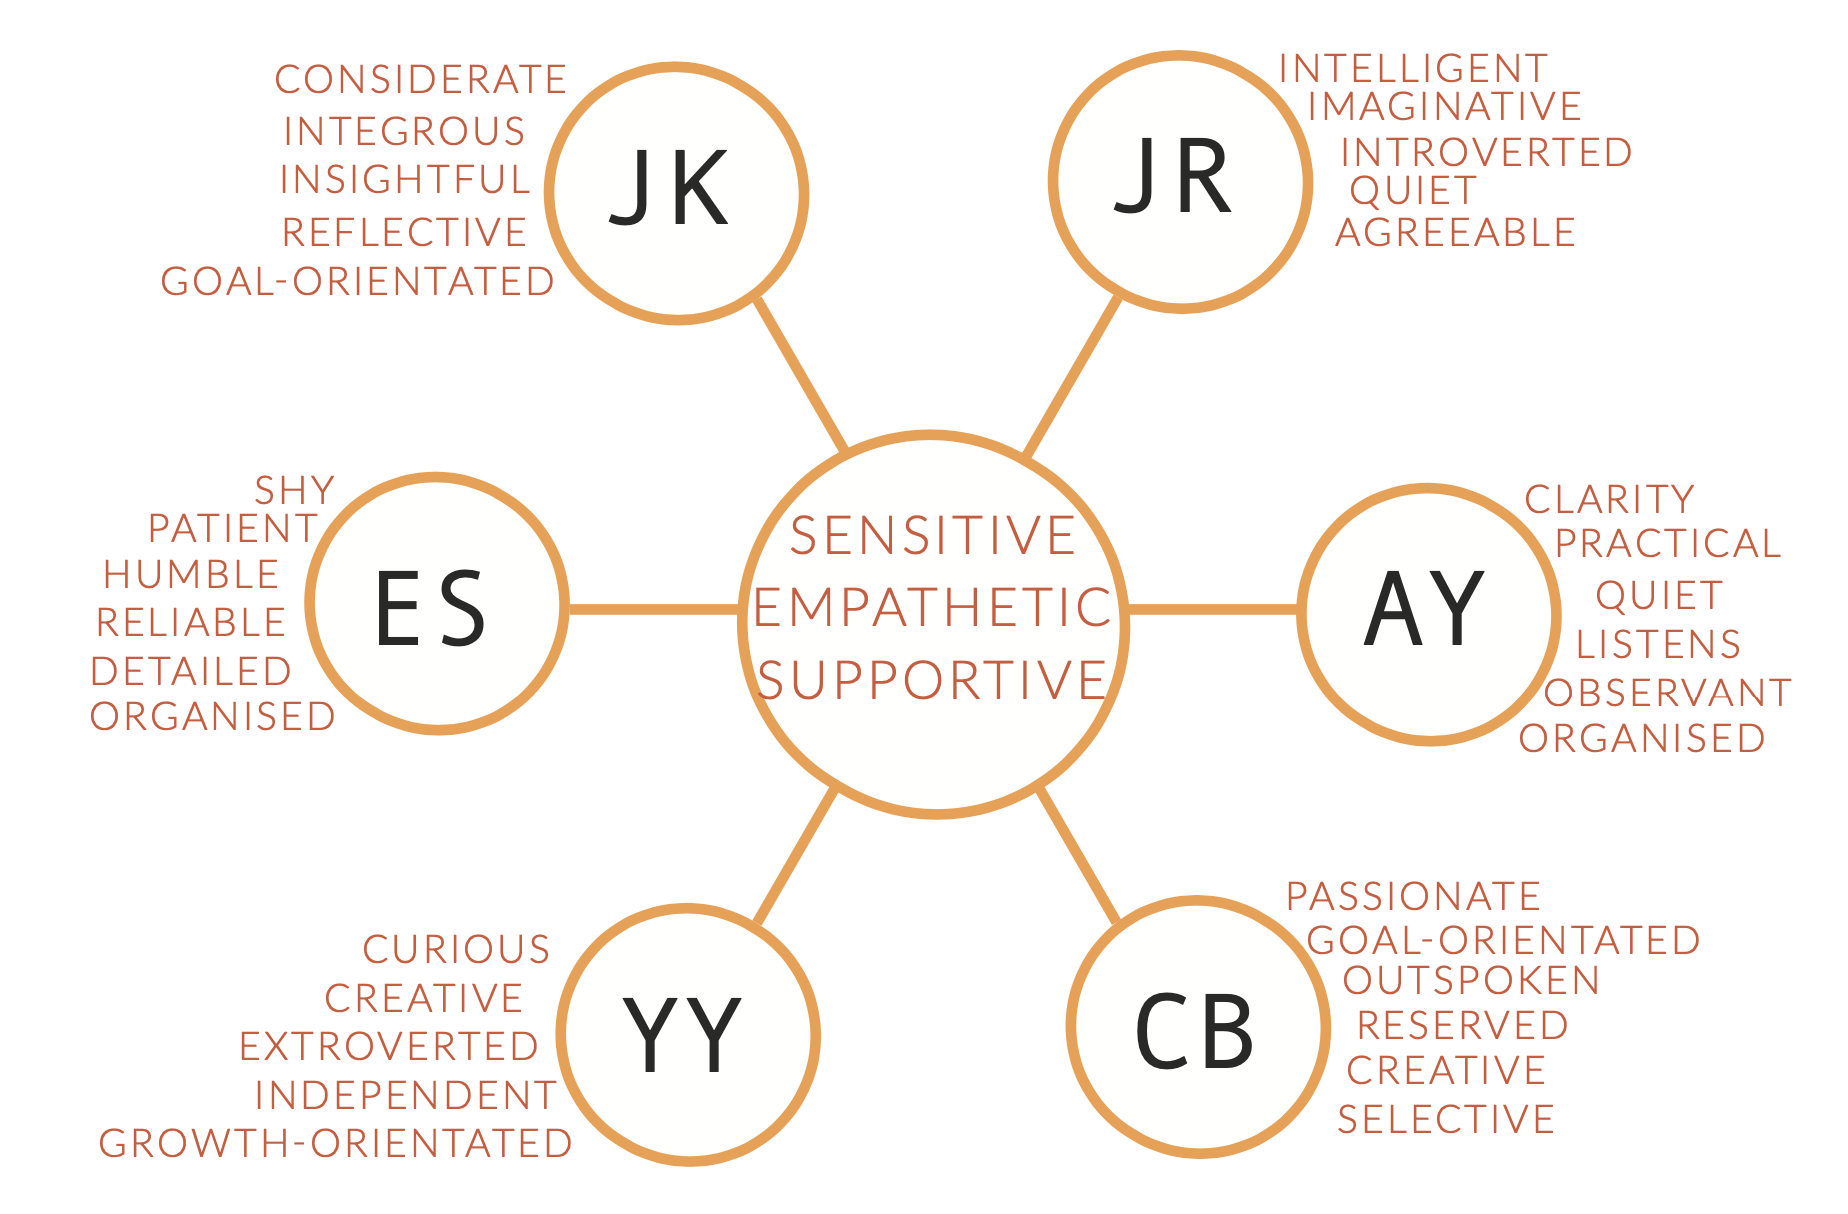 CONSIDERATE
INTEGROUS
INSIGHTFUL
REFLECTIVE
GOAL-ORIENTATED
JK
JR
INTELLIGENT
IMAGINATIVE
INTROVERTED
QUIET
AGREEABLE
SHY
PATIENT
HUMBLE
RELIABLE
DETAILED
ORGANISED
ES
SENSITIVE
EMPATHETIC
SUPPORTIVE
AY
CLARITY
PRACTICAL
QUIET
LISTENS
OBSERVANT
ORGANISED
CURIOUS
CREATIVE
EXTROVERTED
INDEPENDENT
GROWTH-ORIENTATED
YY
CB
PASSIONATE
GOAL-ORIENTATED
OUTSPOKEN
RESERVED
CREATIVE
SELECTIVE